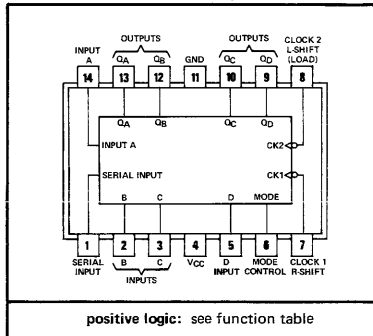 OUTPUTS OUTPUTS
INPUT A QA QB GND QC QD CLOCK 2 L-SHIFT (LOAD)
14 13 12 11 10 9 8
QA QB QC QD
INPUT A CK2
SERIAL INPUT CK1
B C D MODE
1 2 3 4 5 6 7
SERIAL INPUT B C VCC D INPUT MODE CONTROL CLOCK 1 R-SHIFT
INPUTS
positive logic: see function table